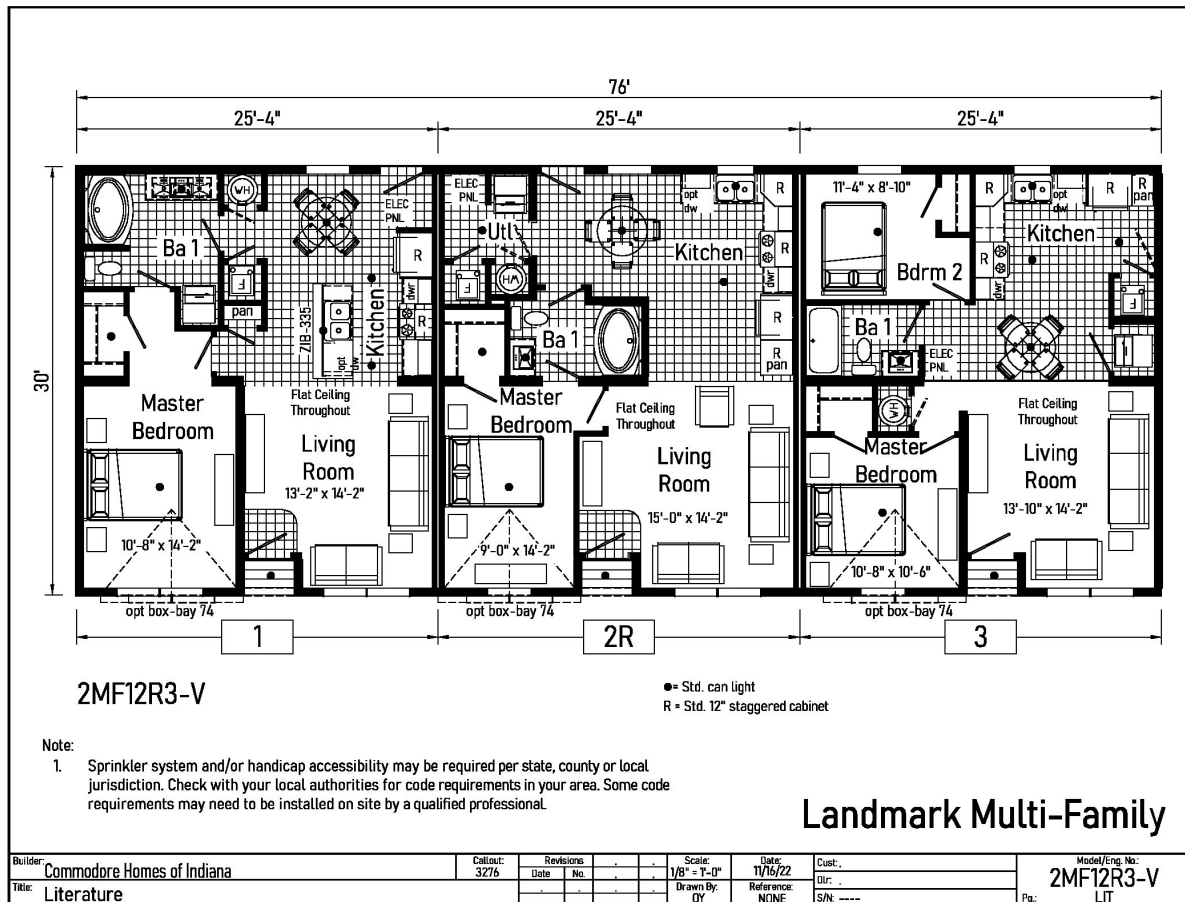 76'
25'-4"
25'-4"
25'-4"
30'
WH
ELEC
PNL
Ba 1
F
pan
R
dwr
R
ZIB-335
Kitchen
opt
dw
Master
Bedroom
10'-8" x 14'-2"
Flat Ceiling
Throughout
Living
Room
13'-2" x 14'-2"
opt box-bay 74
ELEC
PNL
Utl
F
WH
opt
dw
R
R
Kitchen
dwr
R
pan
Ba 1
Master
Bedroom
9'-0" x 14'-2"
Flat Ceiling
Throughout
Living
Room
15'-0" x 14'-2"
opt box-bay 74
11'-4" x 8'-10"
Bdrm 2
R
opt
dw
R
R
pan
Kitchen
R
dwr
F
Ba 1
ELEC
PNL
WH
Master
Bedroom
10'-8" x 10'-6"
Flat Ceiling
Throughout
Living
Room
13'-10" x 14'-2"
opt box-bay 74
1
2R
3
2MF12R3-V
= Std. can light
R = Std. 12" staggered cabinet
Note:
1. Sprinkler system and/or handicap accessibility may be required per state, county or local
jurisdiction. Check with your local authorities for code requirements in your area. Some code
requirements may need to be installed on site by a qualified professional.
Landmark Multi-Family
Builder: Commodore Homes of Indiana
Title: Literature
Callout:
3276
Revisions
Date No.
Scale:
1/8" = 1'-0"
Drawn By:
OY
Date:
11/16/22
Reference:
NONE
Cust.: .
Dlr.: .
S/N: ----
Model/Eng. No.:
2MF12R3-V
Pg.: LIT